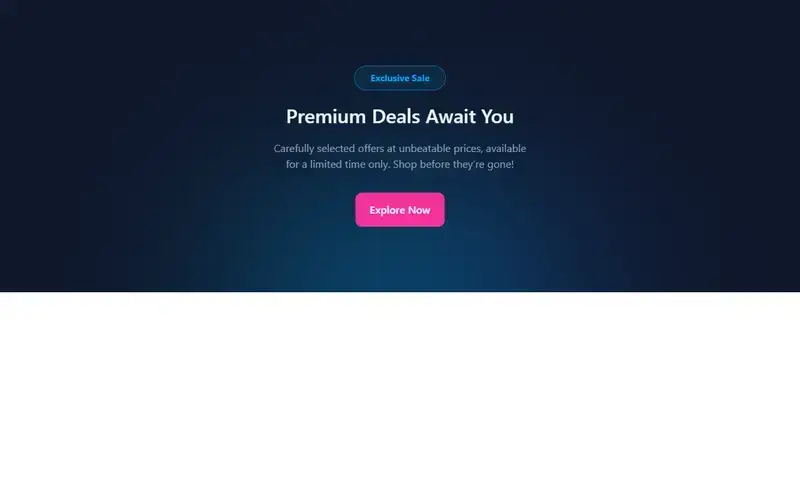 Exclusive Sale
Premium Deals Await You
Carefully selected offers at unbeatable prices, available
for a limited time only. Shop before they're gone!
Explore Now